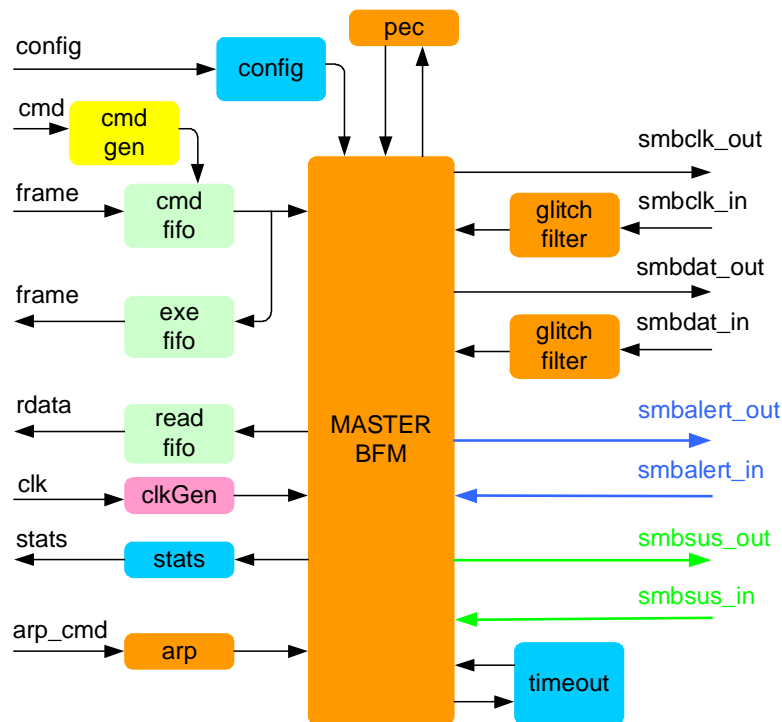 pec
config
config
cmd
cmd
gen
smbclk_out
frame
cmd
fifo
smbclk_in
glitch
filter
smbdat_out
frame
exe
fifo
smbdat_in
glitch
filter
rdata
read
fifo
MASTER
BFM
smbalert_out
smbalert_in
clk
clkGen
stats
stats
smbsus_out
smbsus_in
arp_cmd
arp
timeout